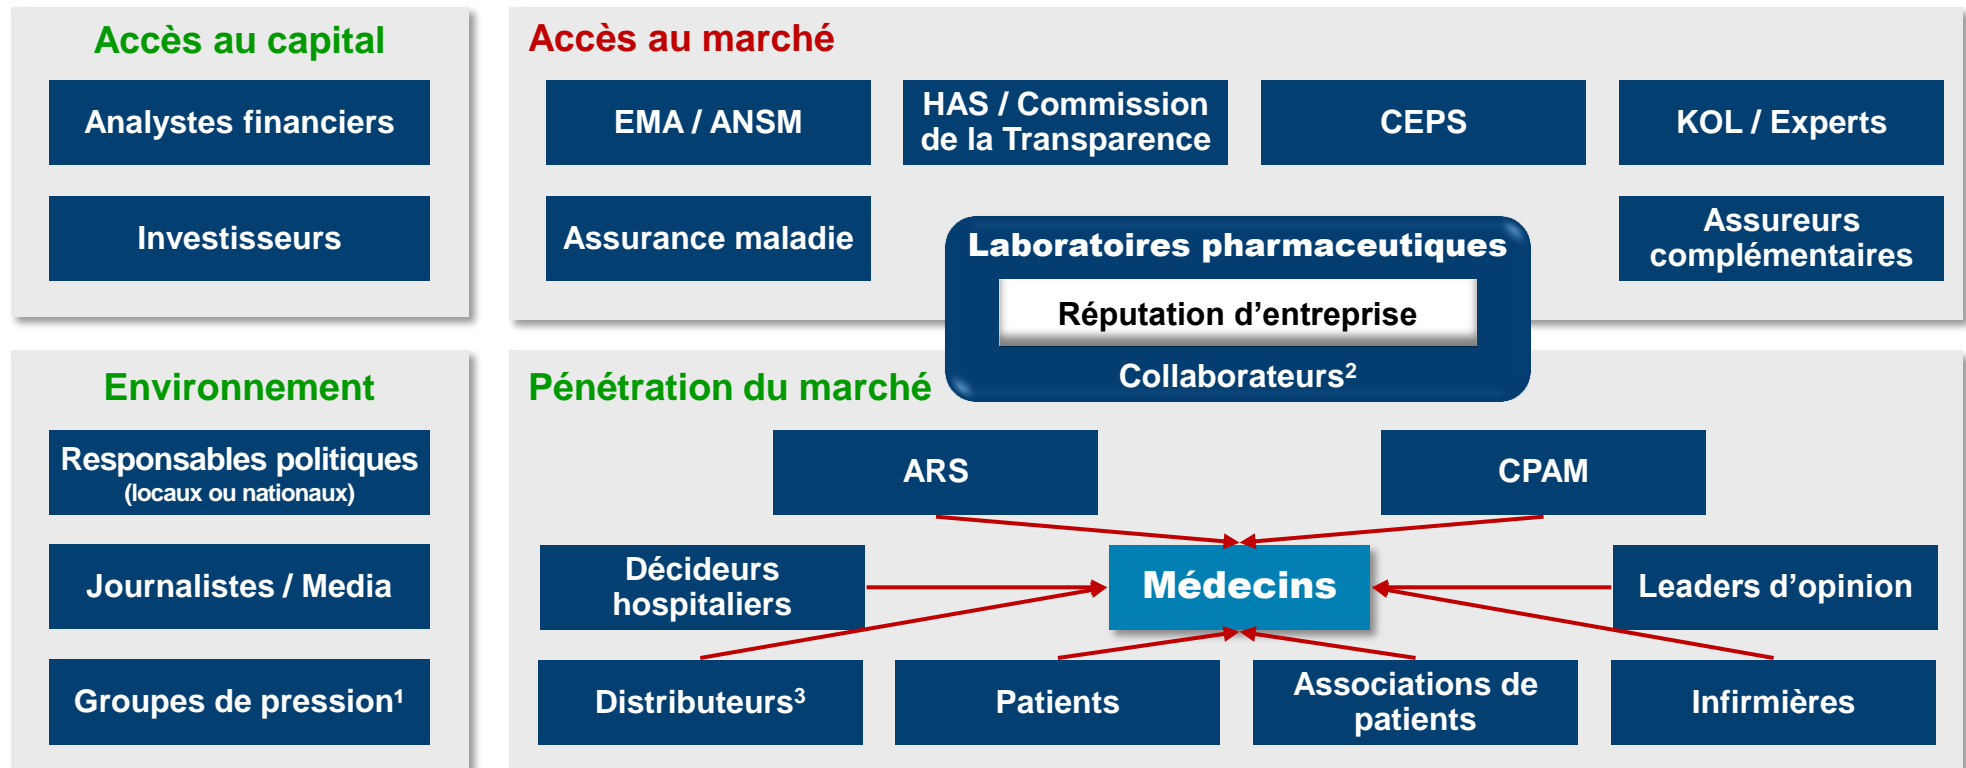 Accès au capital
Analystes financiers
Investisseurs
Accès au marché
EMA / ANSM
HAS / Commission
de la Transparence
CEPS
KOL / Experts
Assurance maladie
Assureurs
complémentaires
Laboratoires pharmaceutiques
Réputation d’entreprise
Collaborateurs²
Environnement
Responsables politiques
(locaux ou nationaux)
Journalistes / Media
Groupes de pression¹
Pénétration du marché
ARS
CPAM
Décideurs
hospitaliers
Médecins
Leaders d’opinion
Distributeurs³
Patients
Associations de
patients
Infirmières